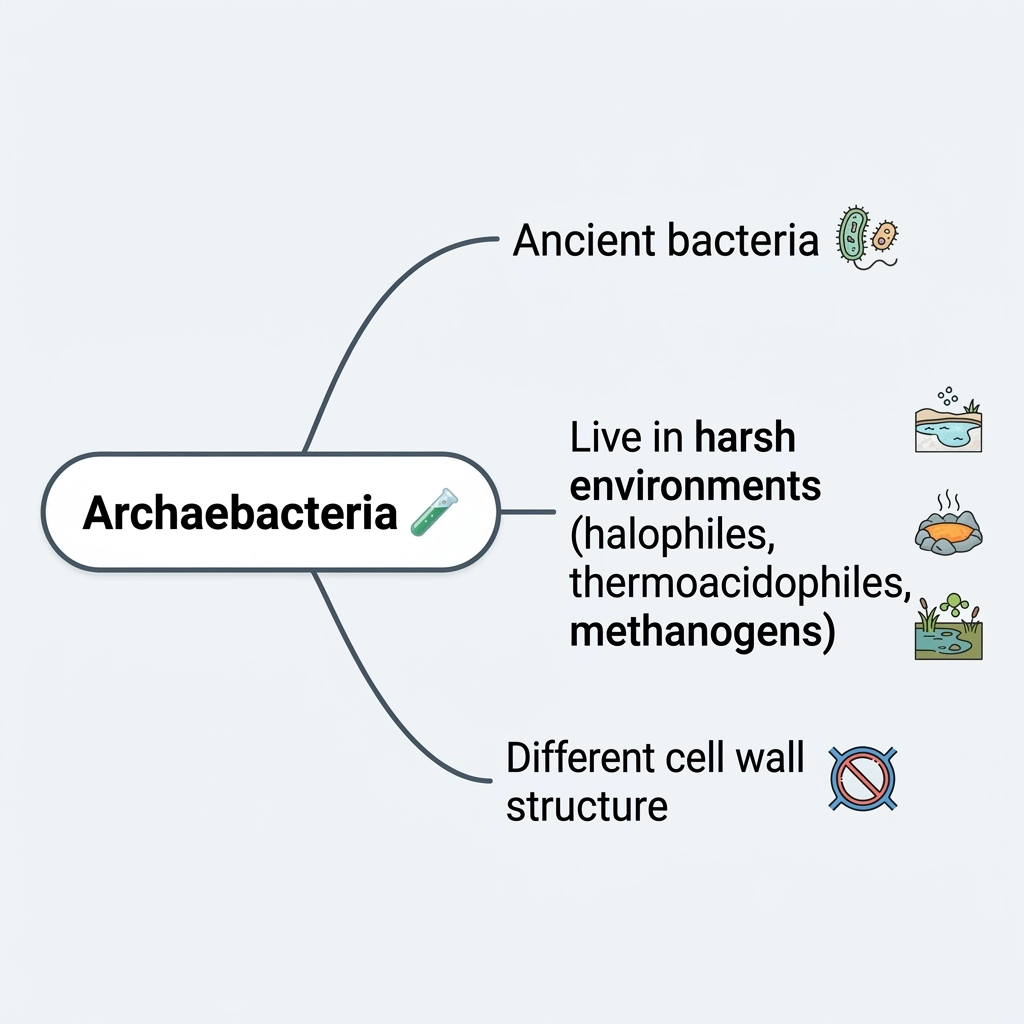 Archaebacteria
Ancient bacteria
Live in harsh
environments
(halophiles,
thermoacidophiles,
methanogens)
Different cell wall
structure